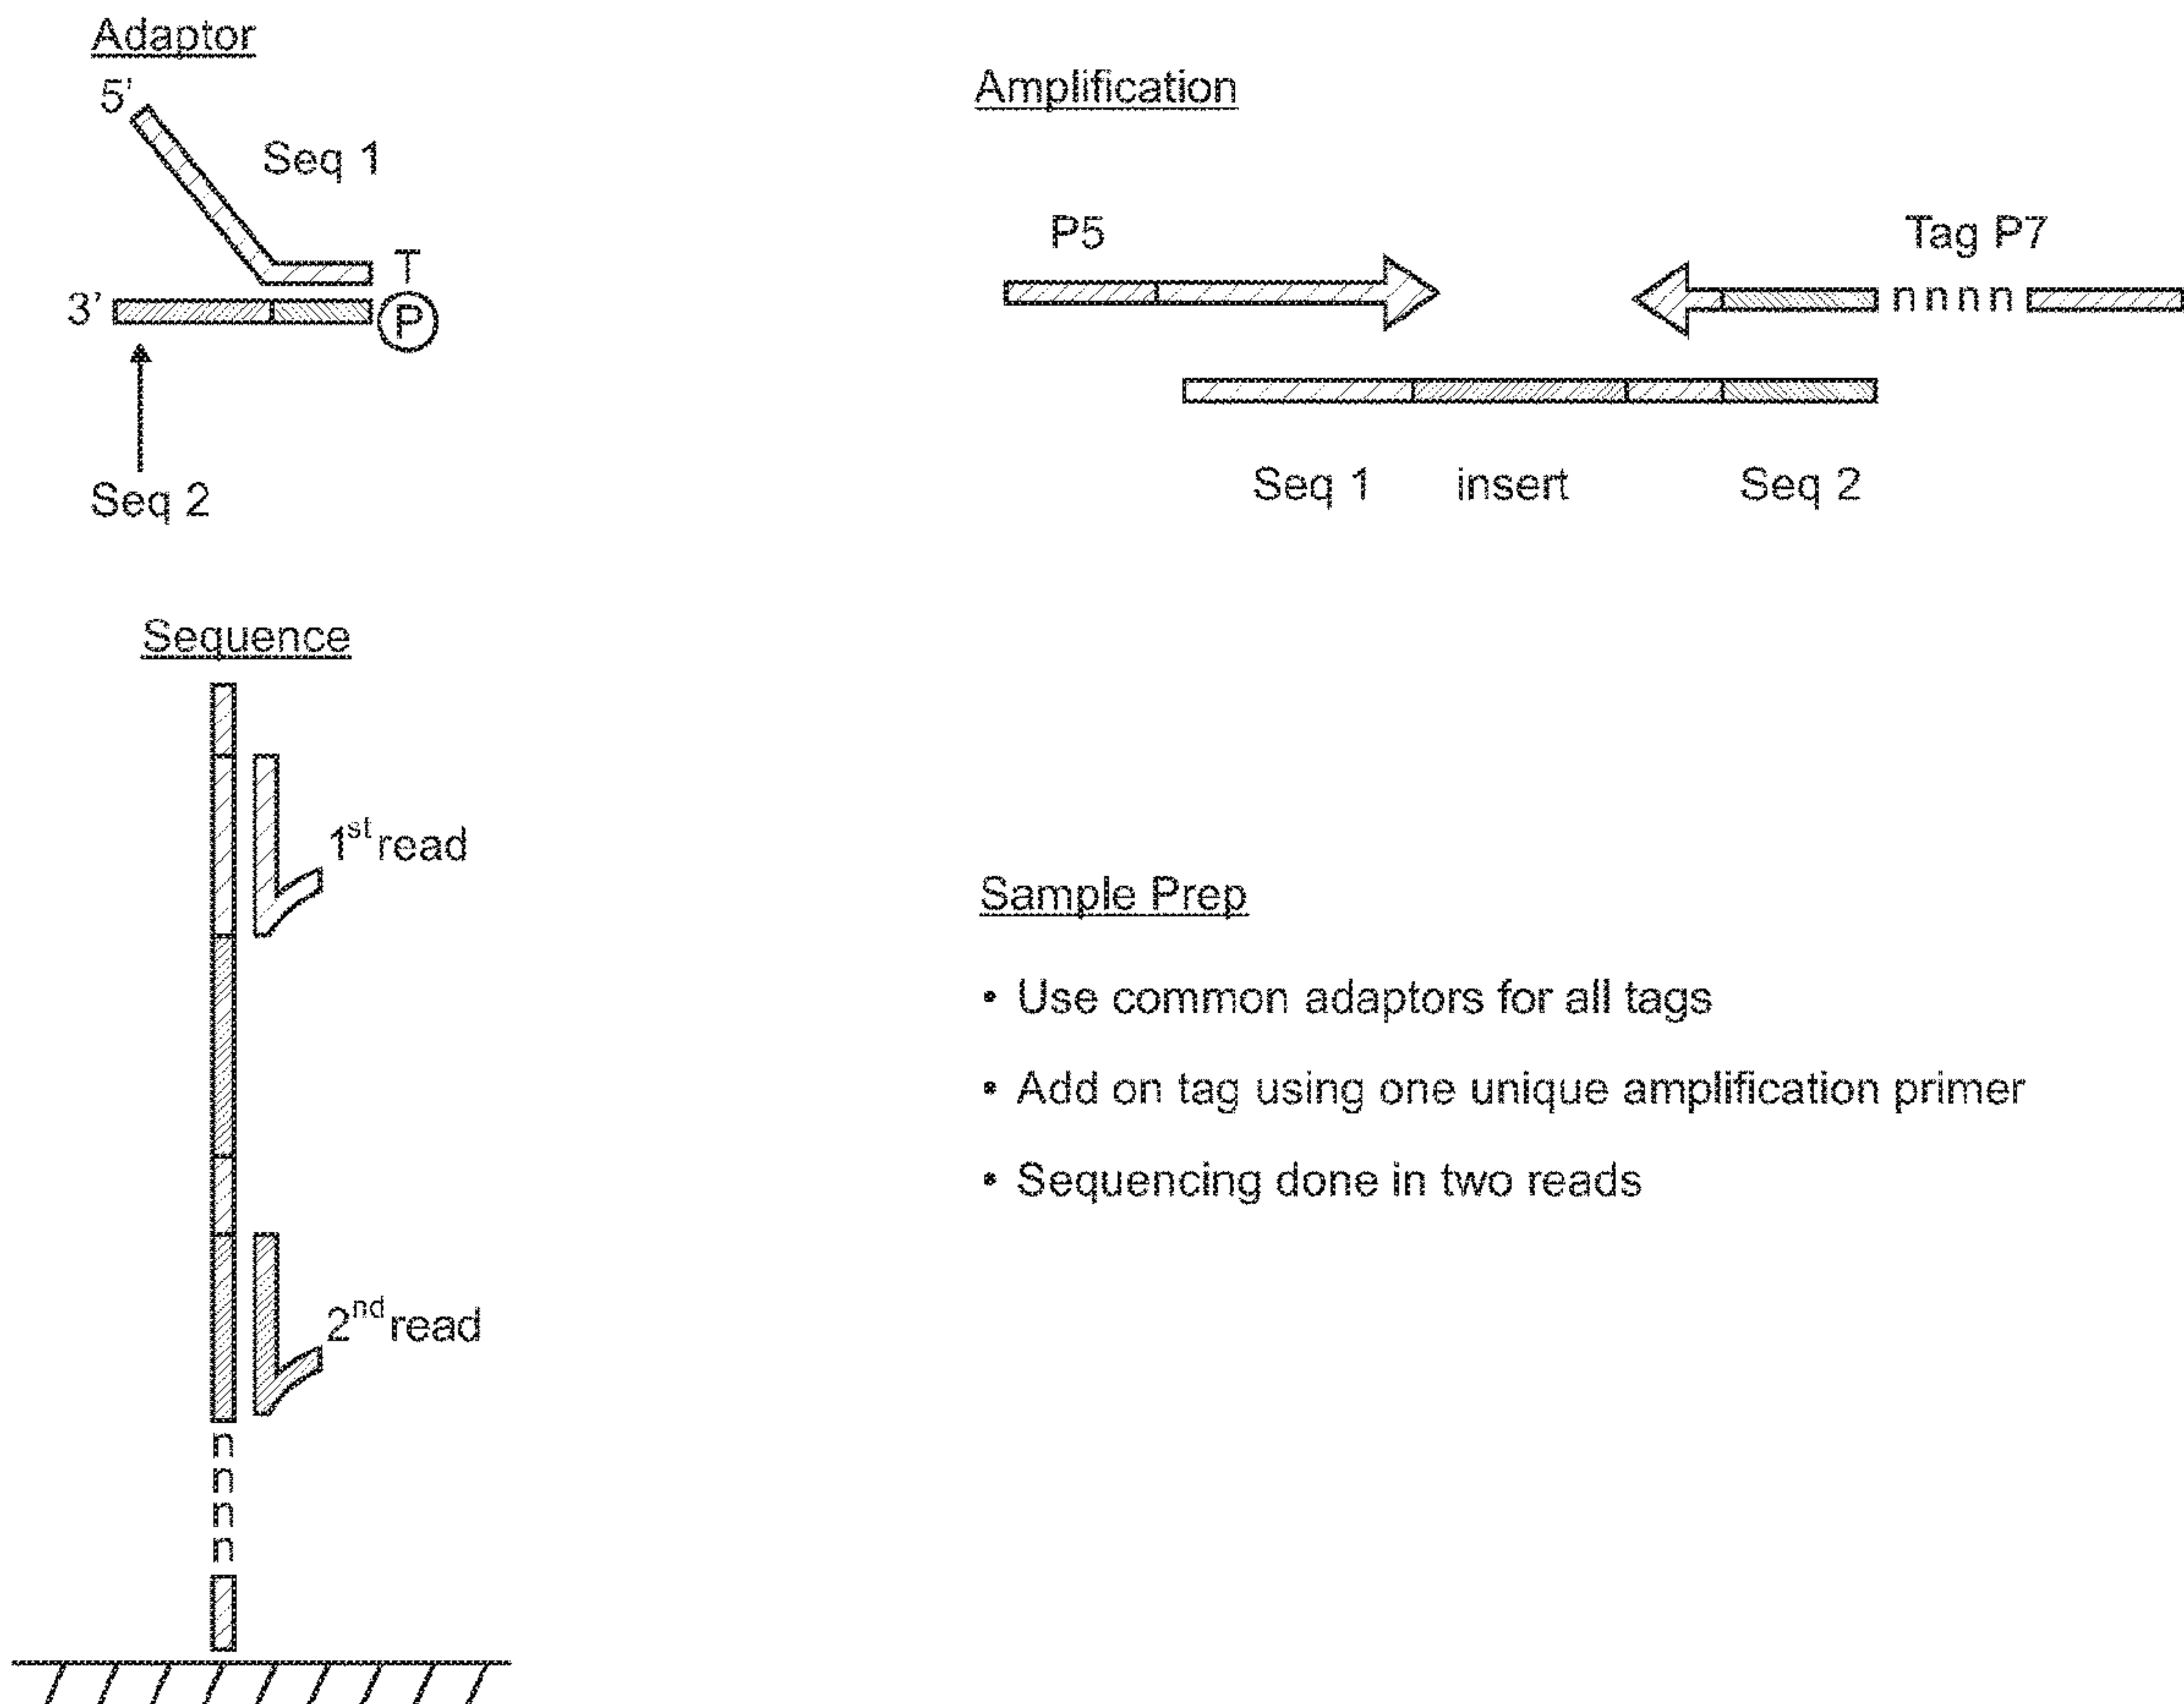 Adaptor
5'
Seq 1
T
3'
P
Seq 2
Amplification
P5
Tag P7
n n n n
Seq 1 insert Seq 2
Sequence
1st read
2nd read
n
n
n
n
Sample Prep
• Use common adaptors for all tags
• Add on tag using one unique amplification primer
• Sequencing done in two reads